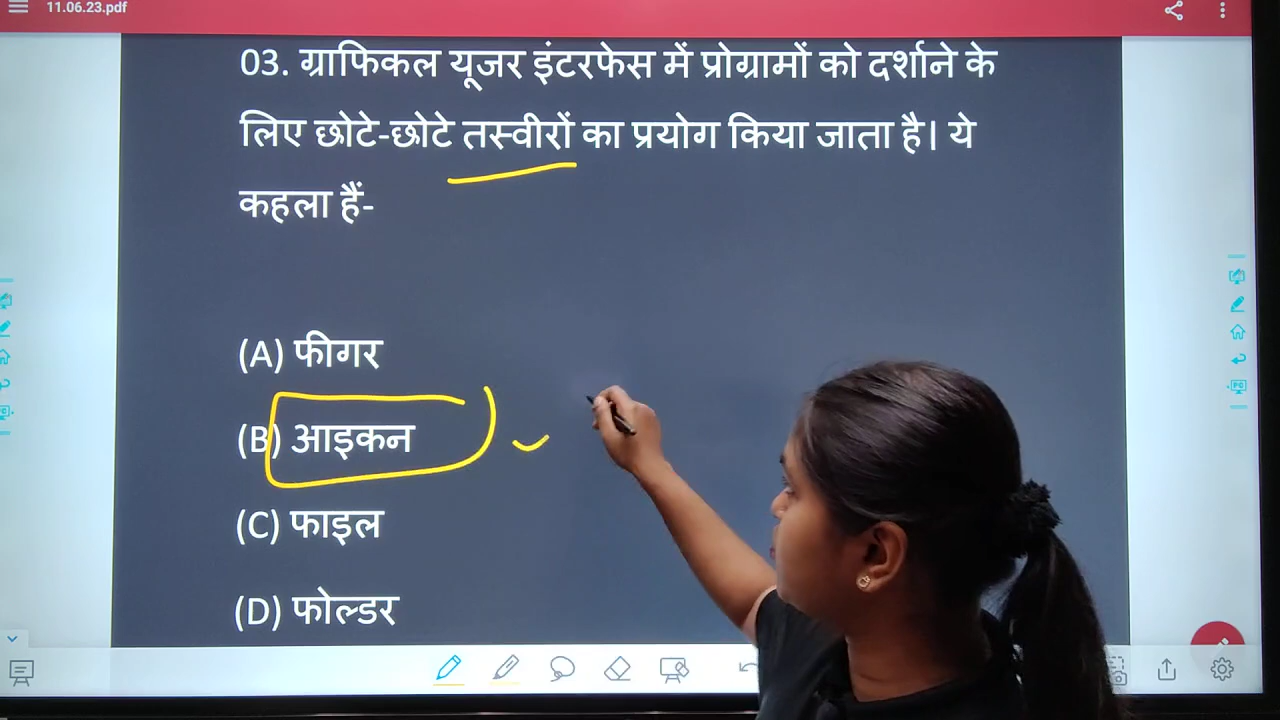 11.06.23.pdf
03. ग्राफिकल यूजर इंटरफेस में प्रोग्रामों को दर्शाने के
लिए छोटे-छोटे तस्वीरों का प्रयोग किया जाता है। ये
कहला हैं-
(A) फीगर
(B) आइकन
(C) फाइल
(D) फोल्डर